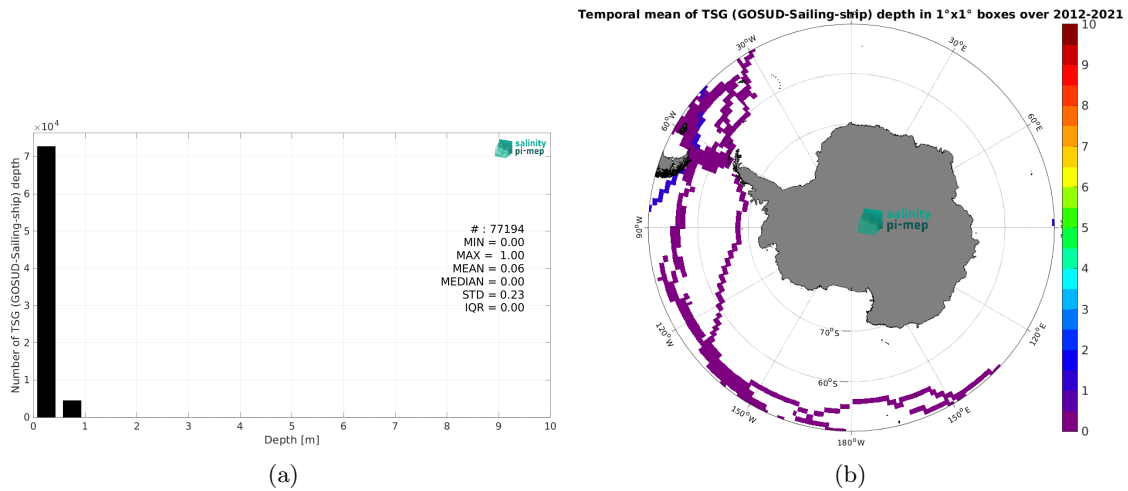 Temporal mean of TSG (GOSUD-Sailing-ship) depth in 1°x1° boxes over 2012-2021
×10⁴
Number of TSG (GOSUD-Sailing-ship) depth
7
6
5
4
3
2
1
0
0 1 2 3 4 5 6 7 8 9 10
Depth [m]
salinity
pi-mep
# : 77194
MIN = 0.00
MAX = 1.00
MEAN = 0.06
MEDIAN = 0.00
STD = 0.23
IQR = 0.00
(a)
30°W
30°E
60°W
60°E
90°W
120°W
120°E
150°W
150°E
180°W
70°S
60°S
salinity
pi-mep
10
9
8
7
6
5
4
3
2
1
0
(b)